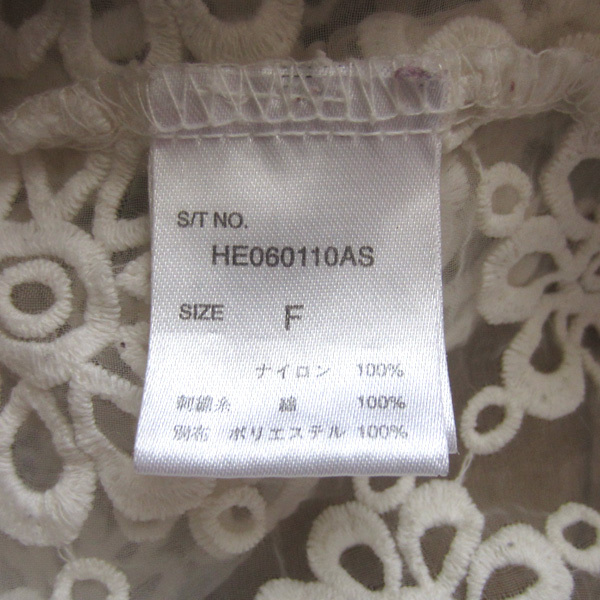 S/T NO.
HE060110AS
SIZE F
ナイロン 100%
刺繍糸 綿 100%
別布 ポリエステル 100%